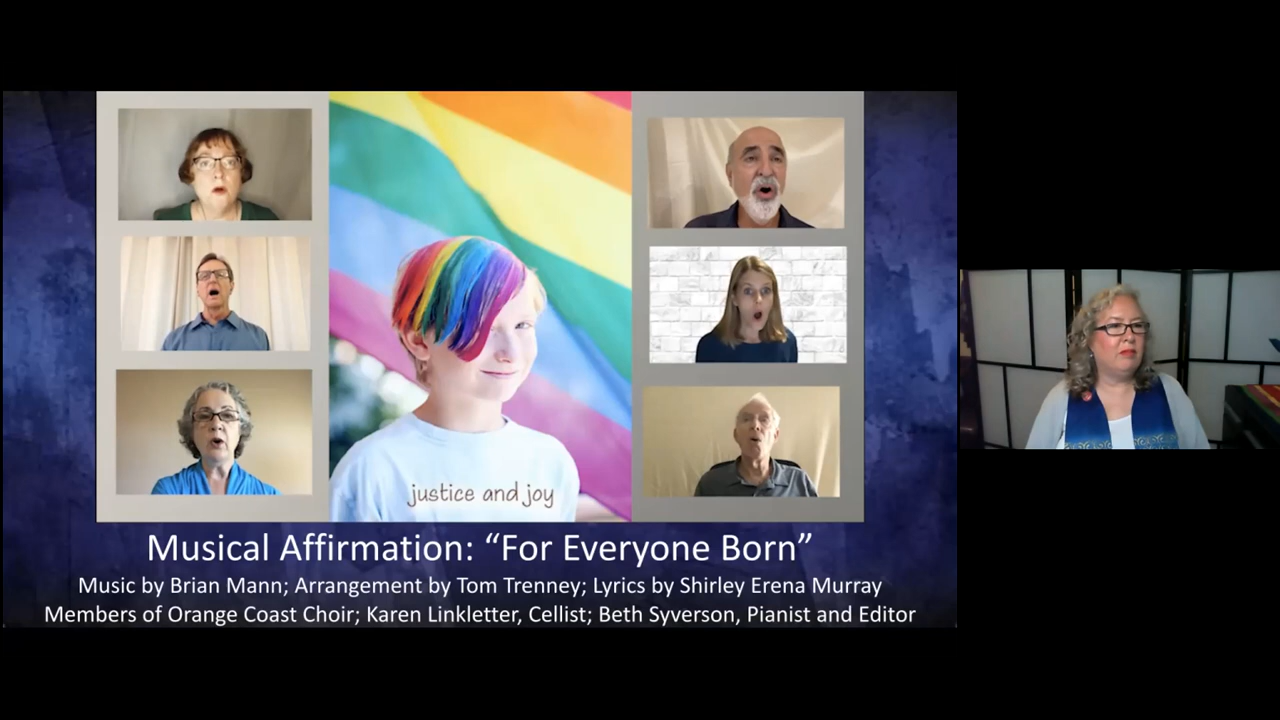 justice and joy
Musical Affirmation: “For Everyone Born”
Music by Brian Mann; Arrangement by Tom Trenney; Lyrics by Shirley Erena Murray
Members of Orange Coast Choir; Karen Linkletter, Cellist; Beth Syverson, Pianist and Editor